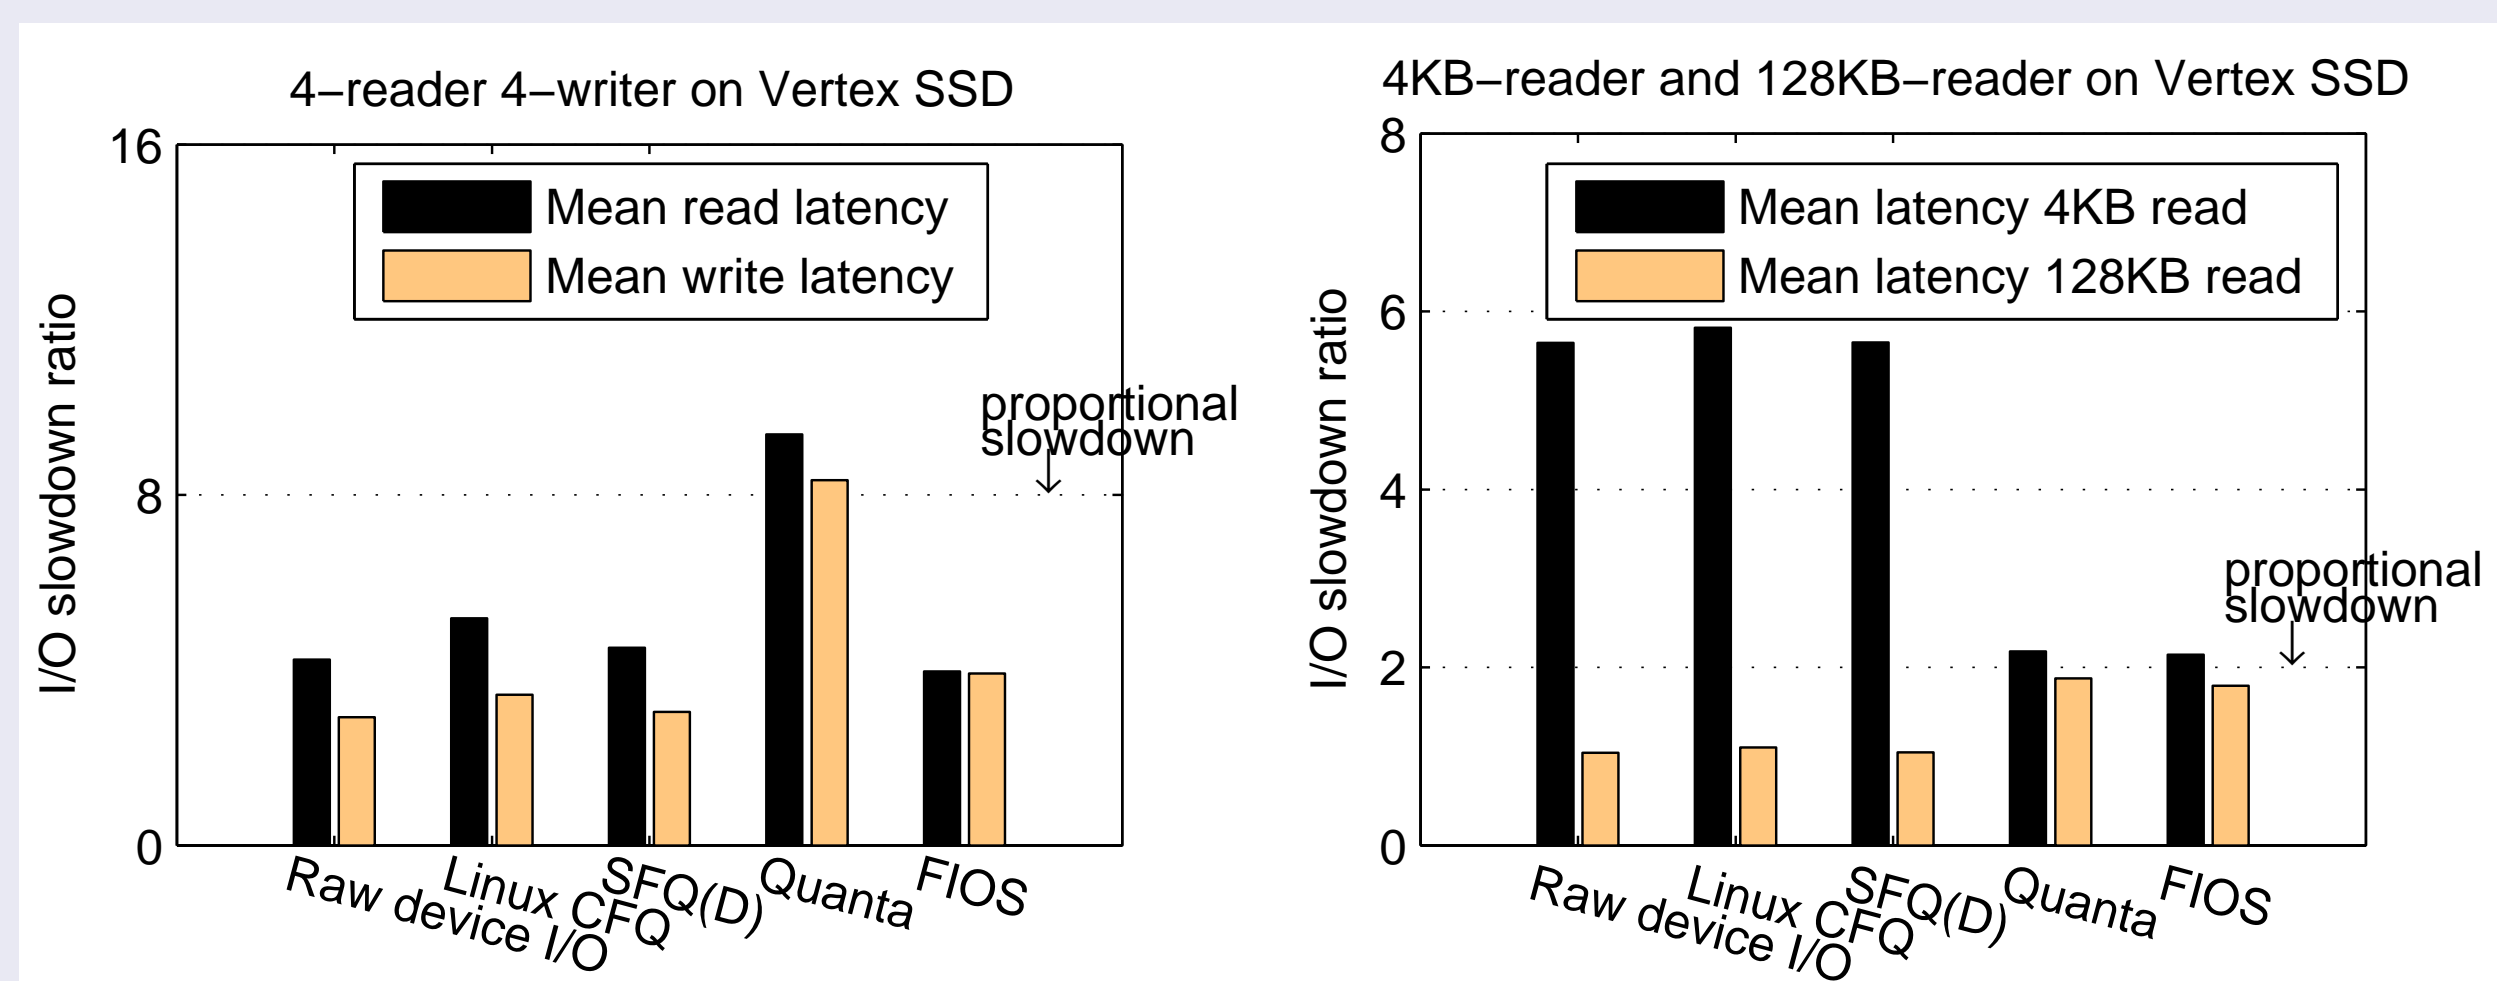 4−reader 4−writer on Vertex SSD
16
8
0
I/O slowdown ratio
Mean read latency
Mean write latency
proportional
slowdown
Raw device I/O
Linux CFQ
SFQ(D)
Quanta
FIOS
4KB−reader and 128KB−reader on Vertex SSD
8
6
4
2
0
I/O slowdown ratio
Mean latency 4KB read
Mean latency 128KB read
proportional
slowdown
Raw device I/O
Linux CFQ
SFQ(D)
Quanta
FIOS